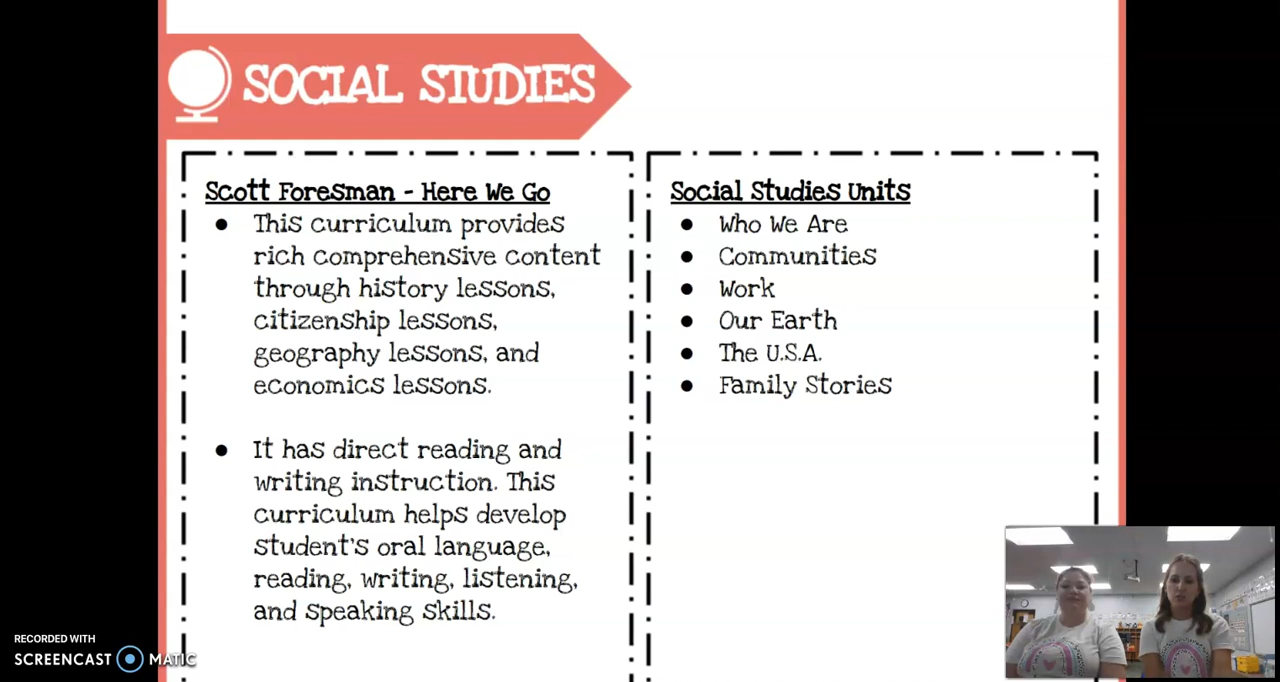 SOCIAL STUDIES
Scott Foresman - Here We Go
● This curriculum provides
rich comprehensive content
through history lessons,
citizenship lessons,
geography lessons, and
economics lessons.
● It has direct reading and
writing instruction. This
curriculum helps develop
student's oral language,
reading, writing, listening,
and speaking skills.
Social Studies Units
● Who We Are
● Communities
● Work
● Our Earth
● The U.S.A.
● Family Stories
RECORDED WITH
SCREENCAST MATIC